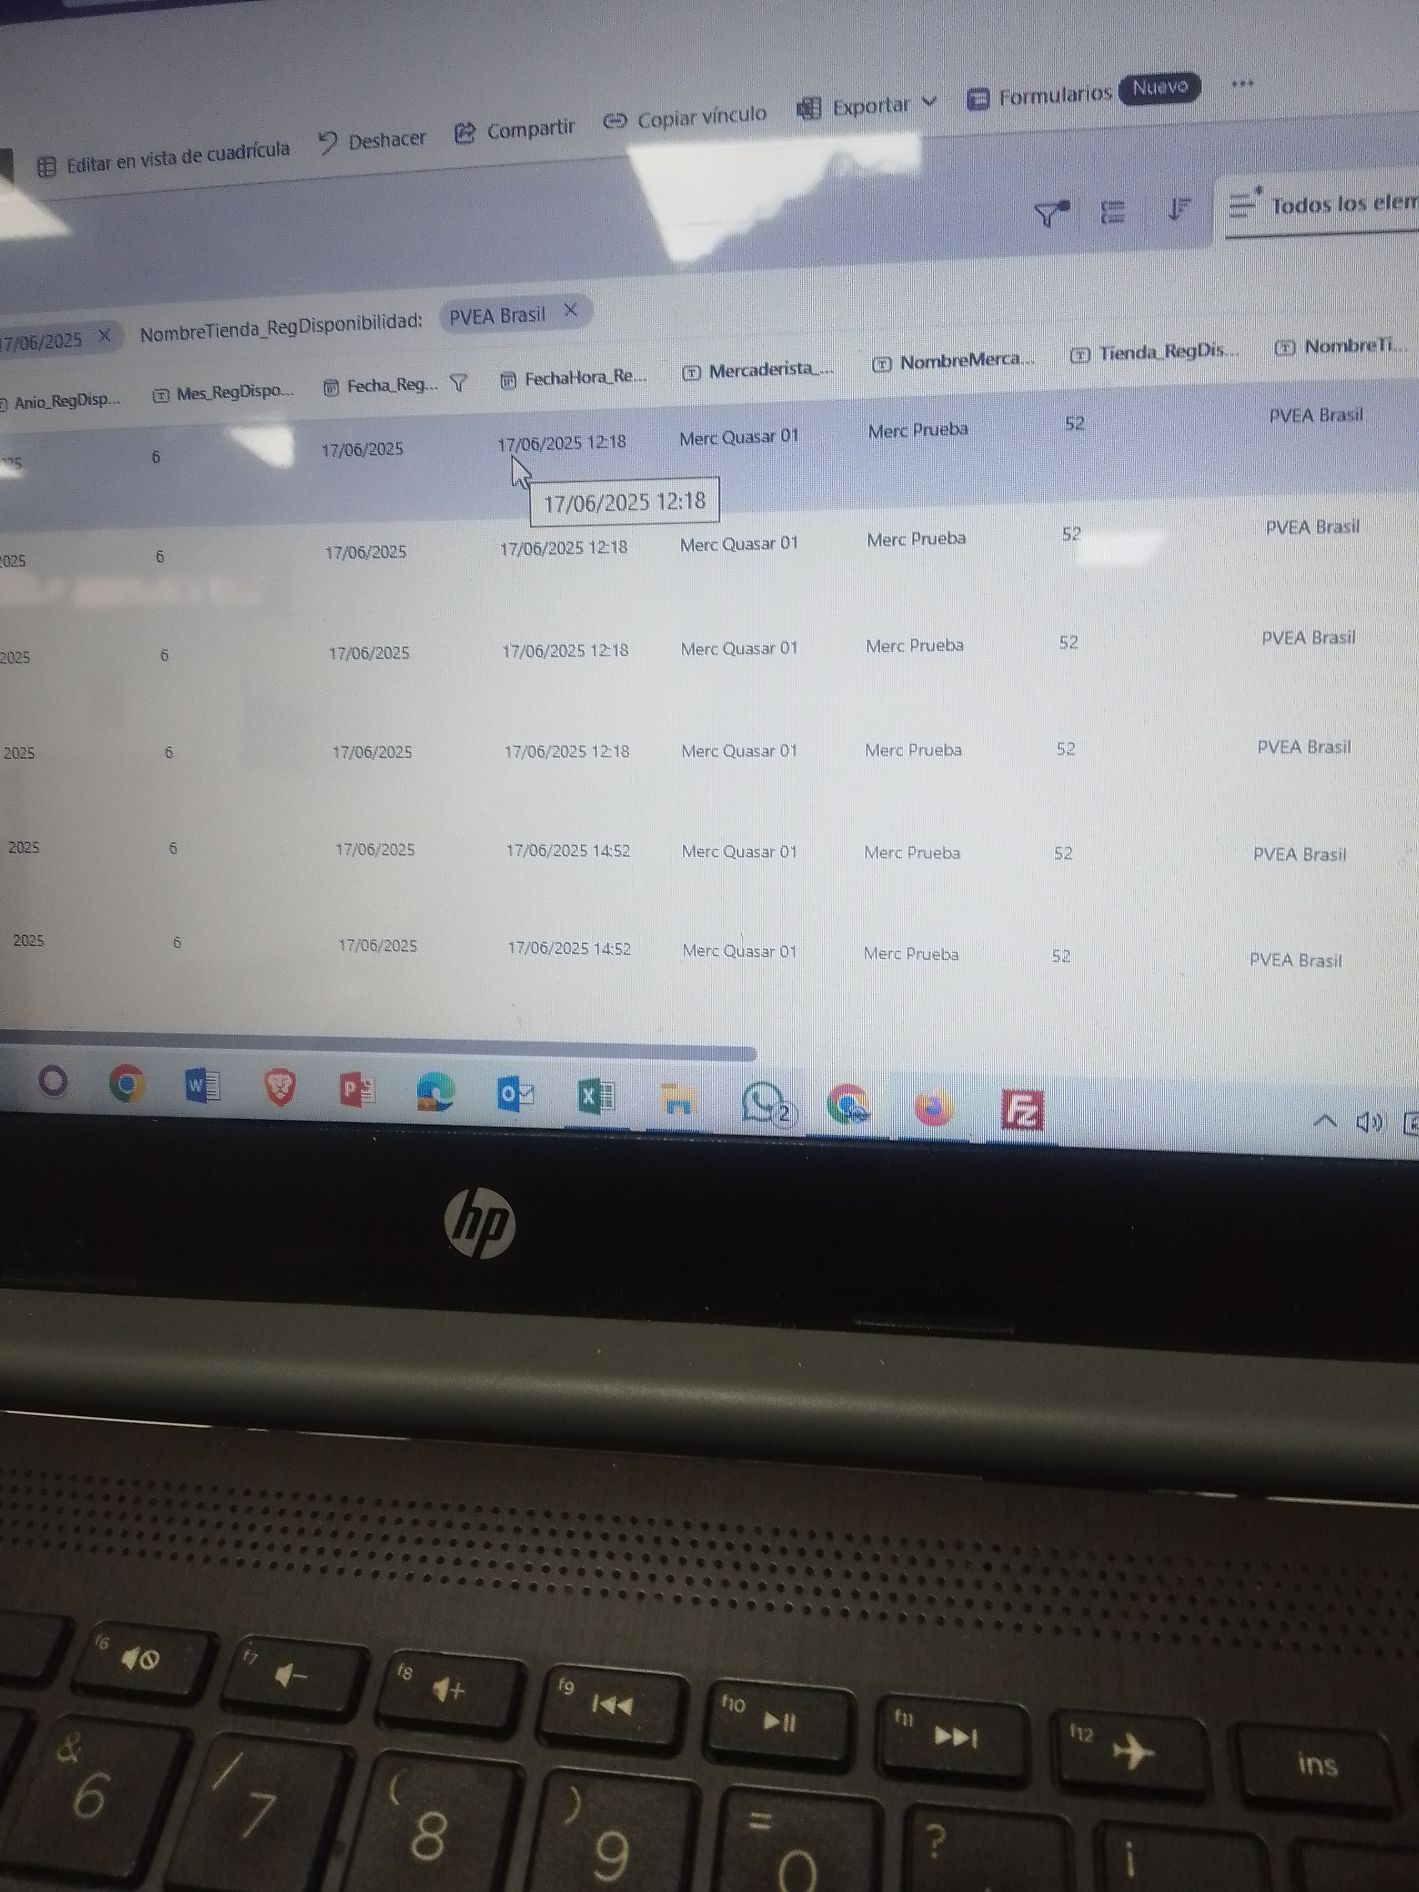 Editar en vista de cuadrícula Deshacer Compartir Copiar vínculo Exportar Formularios Nuevo ...
Todos los elem
17/06/2025 × NombreTienda_RegDisponibilidad: PVEA Brasil ×
Anio_RegDisp... Mes_RegDispo... Fecha_Reg... FechaHora_Re... Mercaderista_... NombreMerca... Tienda_RegDis... NombreTi...
6 17/06/2025 17/06/2025 12:18 Merc Quasar 01 Merc Prueba 52 PVEA Brasil
17/06/2025 12:18
2025 6 17/06/2025 17/06/2025 12:18 Merc Quasar 01 Merc Prueba 52 PVEA Brasil
2025 6 17/06/2025 17/06/2025 12:18 Merc Quasar 01 Merc Prueba 52 PVEA Brasil
2025 6 17/06/2025 17/06/2025 12:18 Merc Quasar 01 Merc Prueba 52 PVEA Brasil
2025 6 17/06/2025 17/06/2025 14:52 Merc Quasar 01 Merc Prueba 52 PVEA Brasil
2025 6 17/06/2025 17/06/2025 14:52 Merc Quasar 01 Merc Prueba 52 PVEA Brasil
W P O X 2 Fz
hp
f6 f7 f8 f9 f10 f11 f12 ins
& / ( ) = ? ¡
6 7 8 9 0